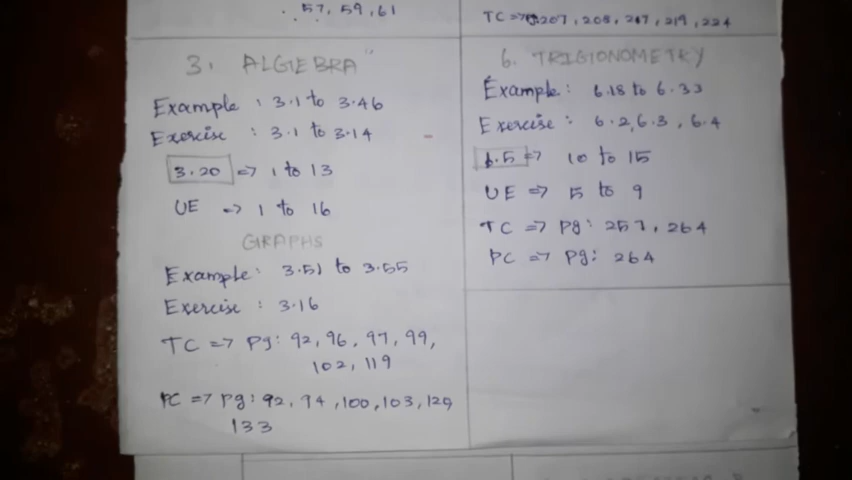 57, 59, 61
3. ALGEBRA
Example : 3.1 to 3.46
Exercise : 3.1 to 3.14
3.20 => 1 to 13
UE => 1 to 16
GRAPHS
Example: 3.51 to 3.55
Exercise : 3.16
TC => Pg: 92, 96, 97, 99,
102, 119
PC => Pg: 92, 94, 100, 103, 129,
133
TC => 207, 208, 217, 219, 224
6. TRIGIONOMETRY
Example: 6.18 to 6.33
Exercise: 6.2, 6.3, 6.4
6.5 => 10 to 15
UE => 5 to 9
TC => Pg: 257, 264
PC => Pg: 264